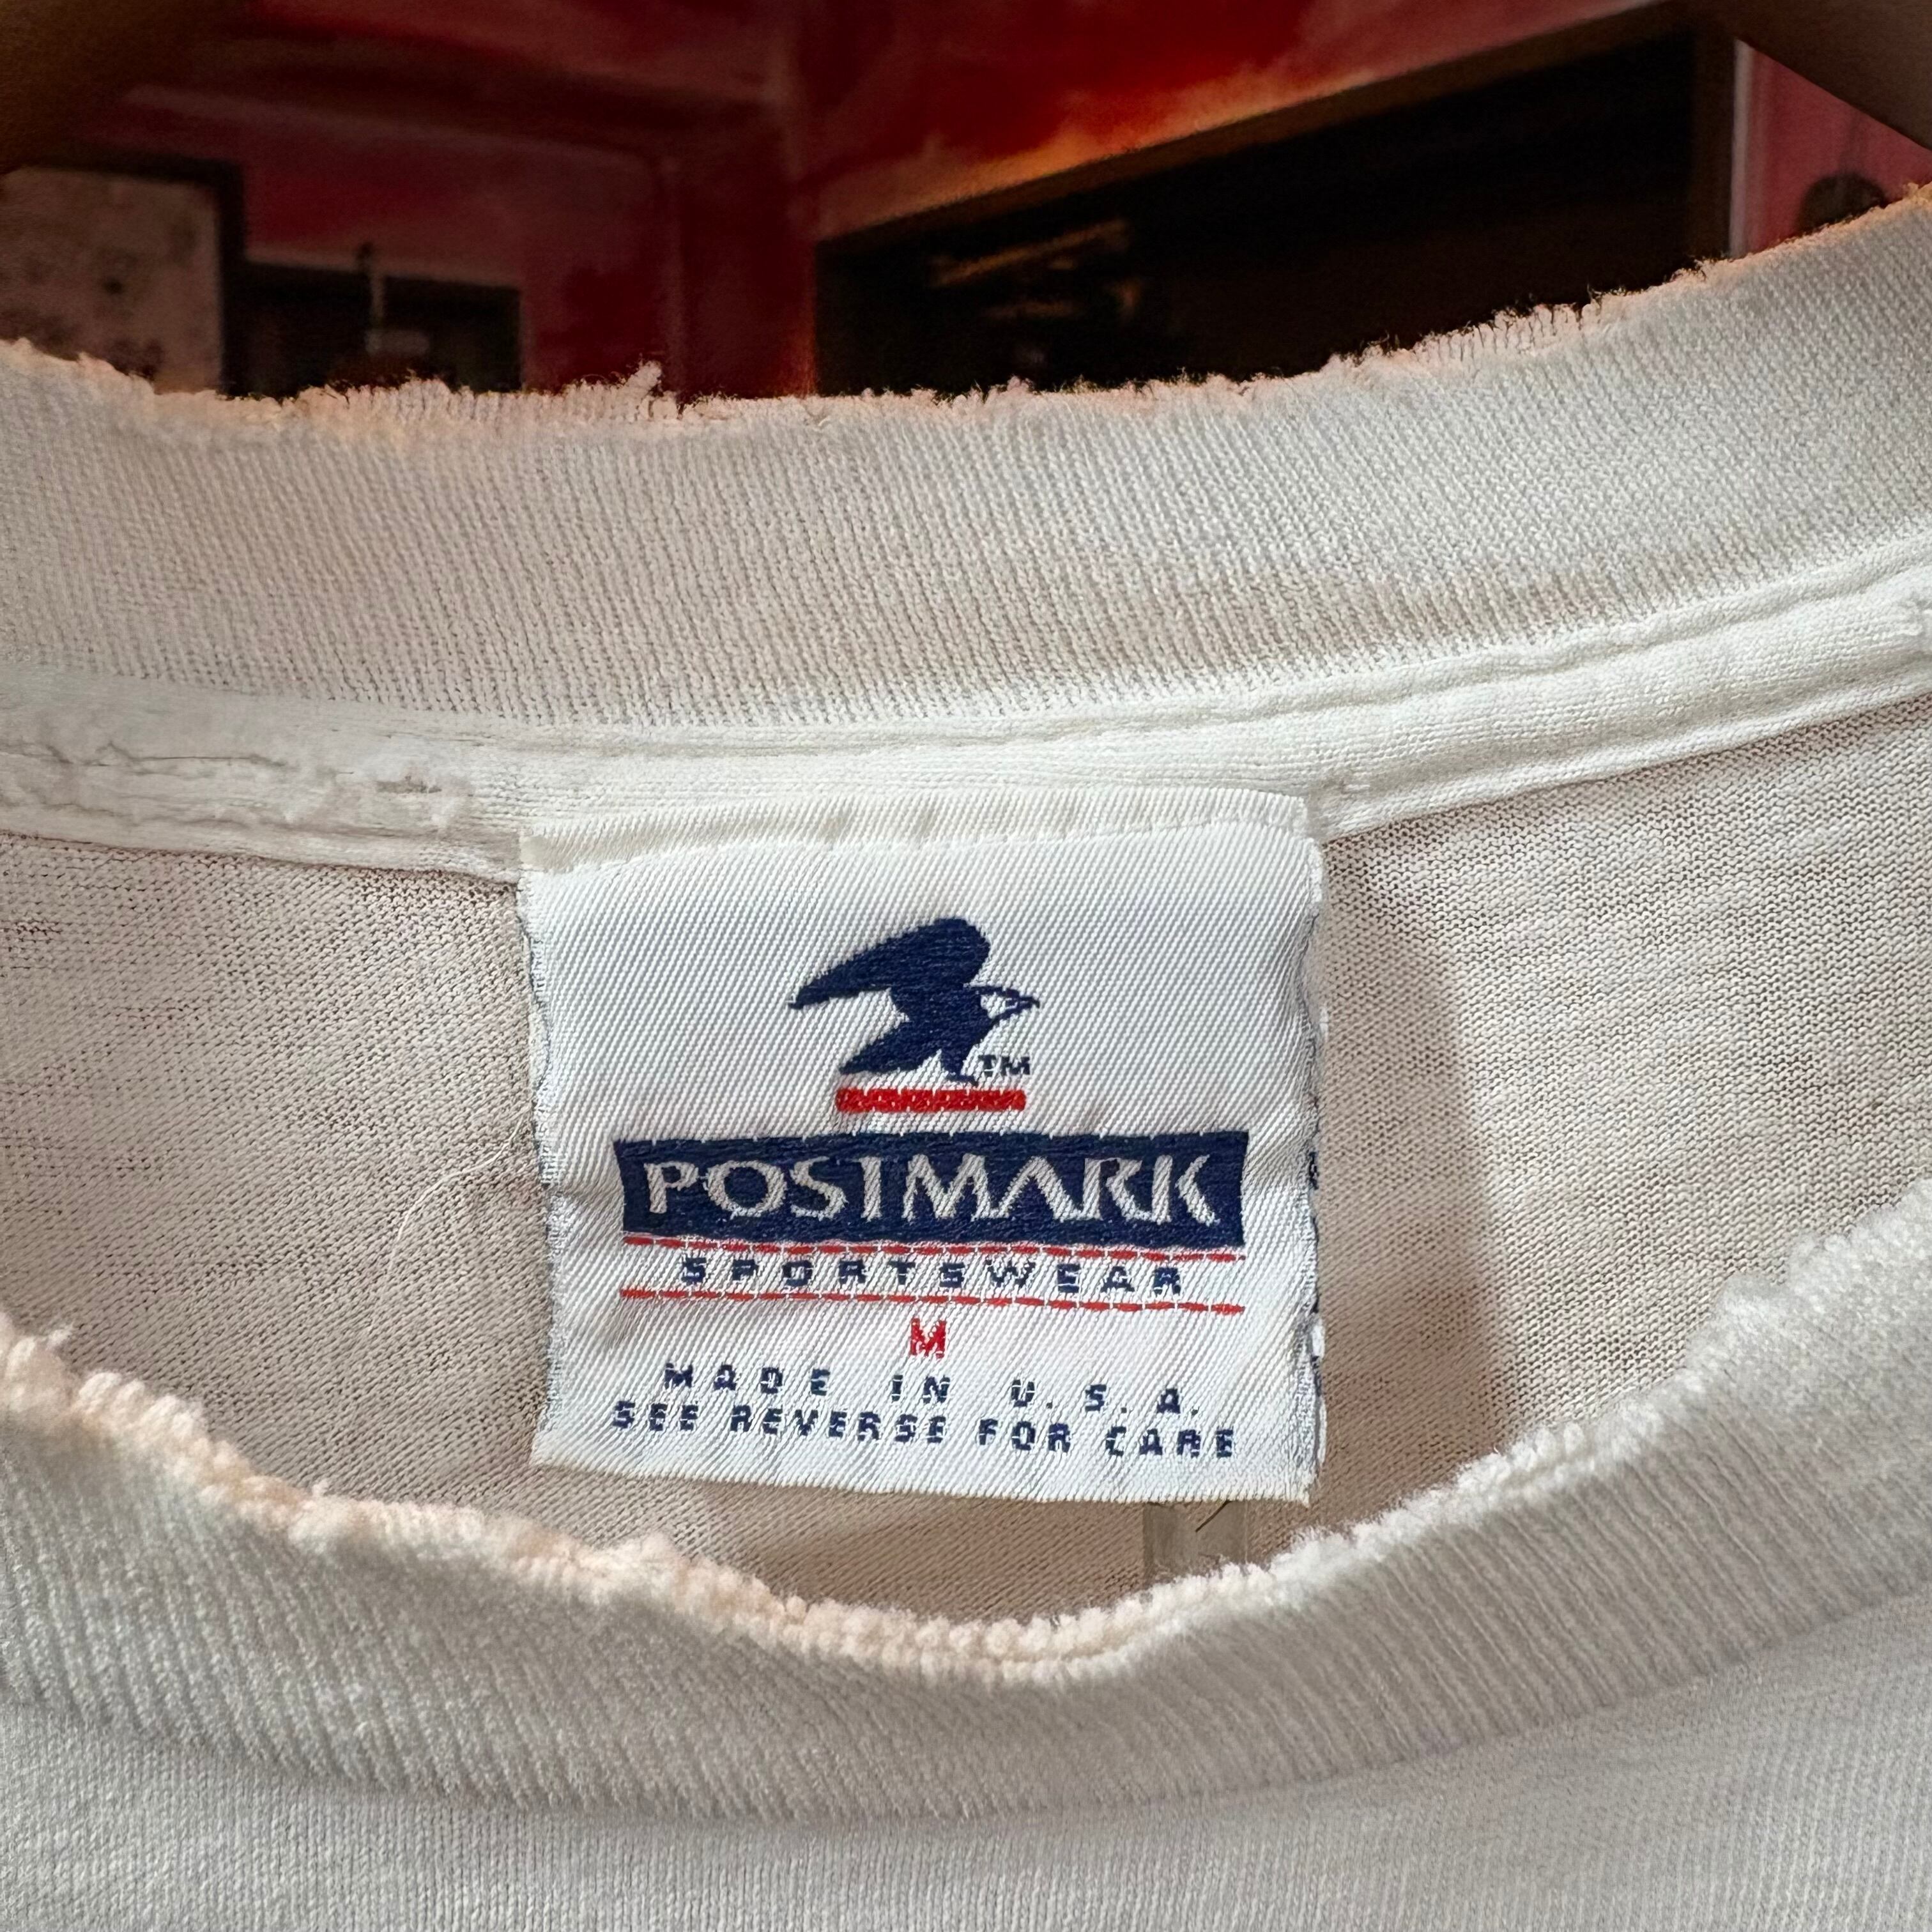 TM
POSTMARK
SPORTSWEAR
M
MADE IN U.S.A.
SEE REVERSE FOR CARE